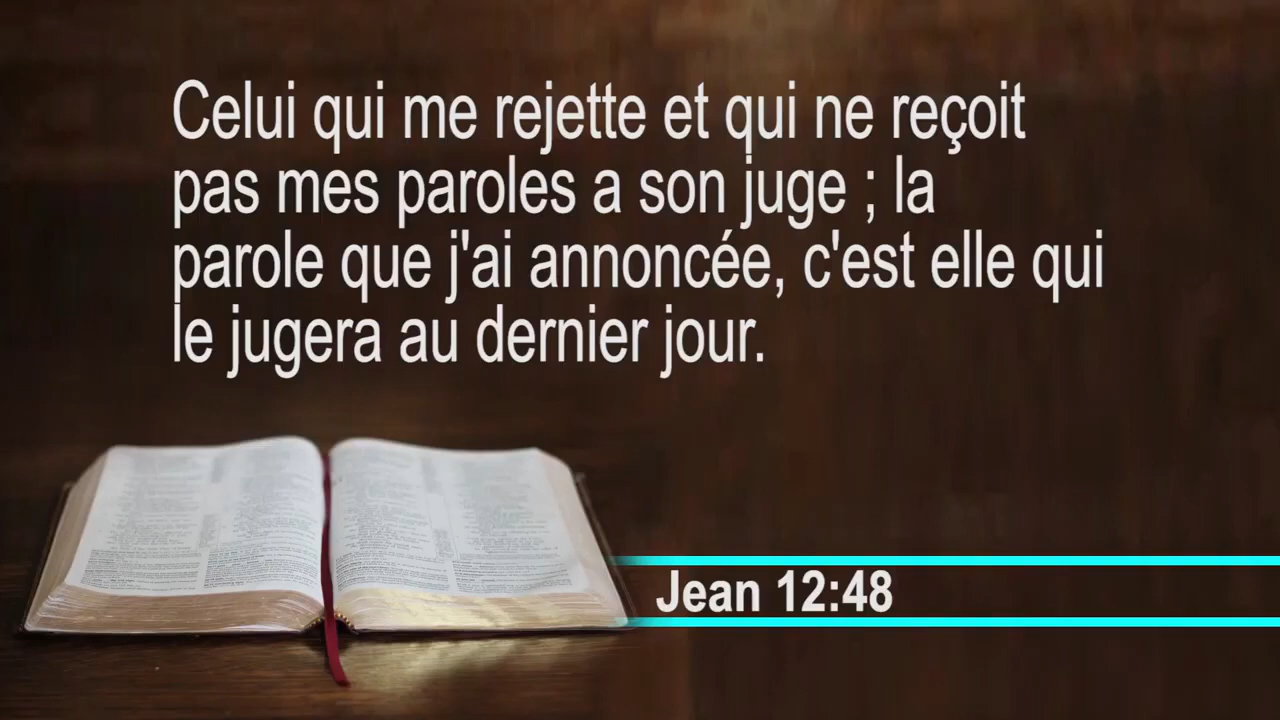 Celui qui me rejette et qui ne reçoit
pas mes paroles a son juge ; la
parole que j'ai annoncée, c'est elle qui
le jugera au dernier jour.
Jean 12:48